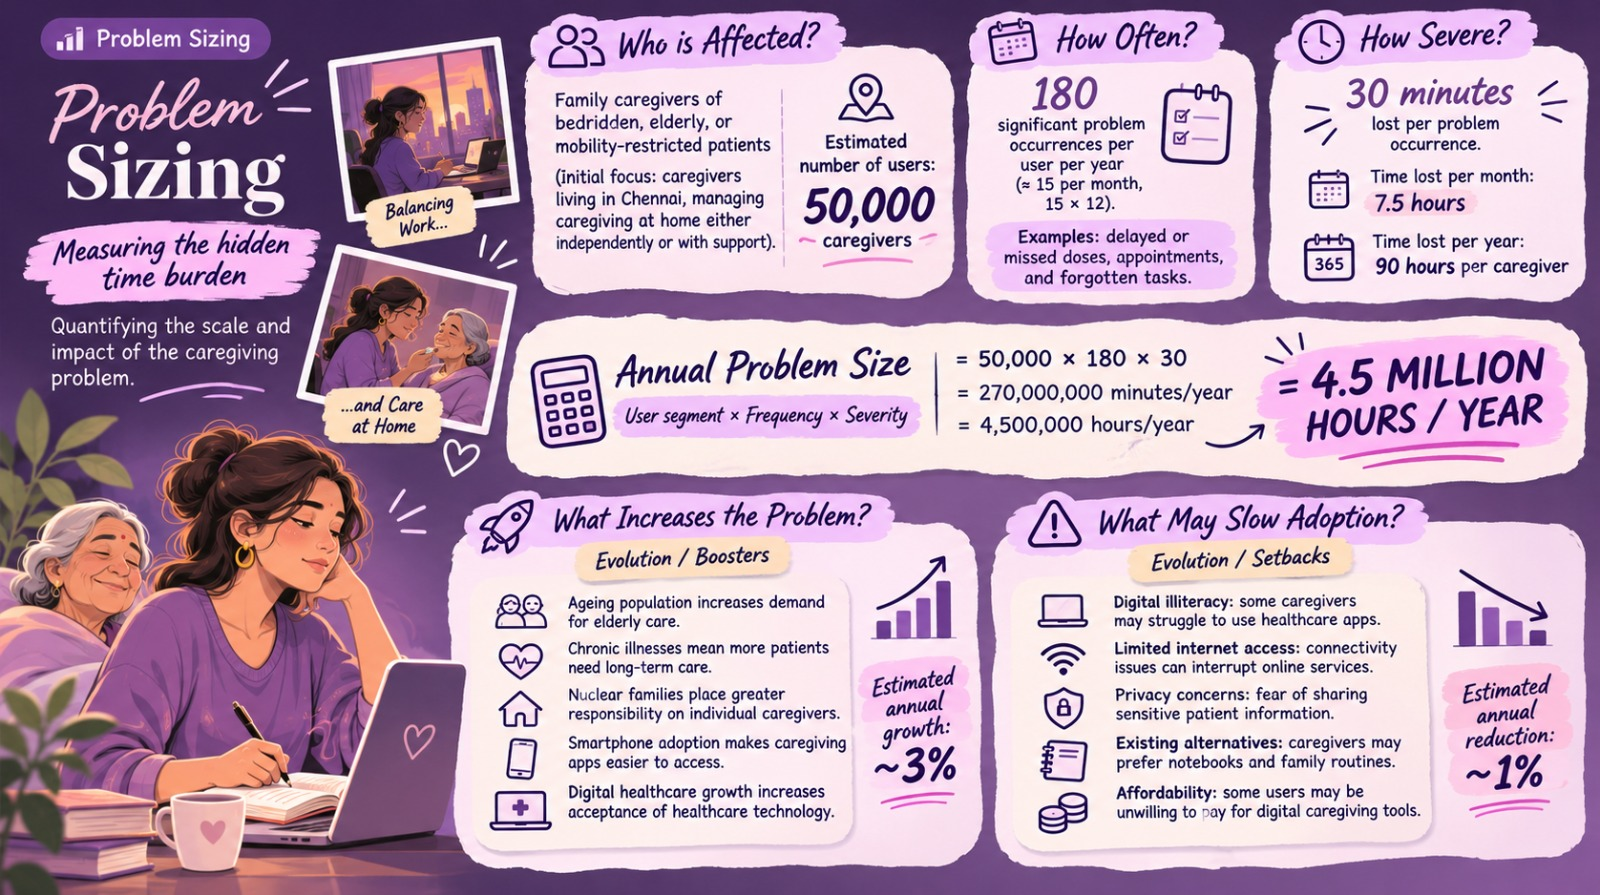 Problem Sizing
Problem
Sizing
Measuring the hidden
time burden
Quantifying the scale and
impact of the caregiving
problem.
Balancing
Work...
...and Care
at Home
Who is Affected?
Family caregivers of
bedridden, elderly, or
mobility-restricted patients
(Initial focus: caregivers
living in Chennai, managing
caregiving at home either
independently or with support).
Estimated
number of users:
50,000
caregivers
How Often?
180
significant problem
occurrences per
user per year
(≈ 15 per month,
15 × 12).
Examples: delayed or
missed doses, appointments,
and forgotten tasks.
How Severe?
30 minutes
lost per problem
occurrence.
Time lost per month:
7.5 hours
365
Time lost per year:
90 hours per caregiver
Annual Problem Size
User segment × Frequency × Severity
= 50,000 × 180 × 30
= 270,000,000 minutes/year
= 4,500,000 hours/year
= 4.5 MILLION
HOURS / YEAR
What Increases the Problem?
Evolution / Boosters
Ageing population increases demand
for elderly care.
Chronic illnesses mean more patients
need long-term care.
Nuclear families place greater
responsibility on individual caregivers.
Smartphone adoption makes caregiving
apps easier to access.
Digital healthcare growth increases
acceptance of healthcare technology.
Estimated
annual
growth:
~3%
What May Slow Adoption?
Evolution / Setbacks
Digital illiteracy: some caregivers
may struggle to use healthcare apps.
Limited internet access: connectivity
issues can interrupt online services.
Privacy concerns: fear of sharing
sensitive patient information.
Existing alternatives: caregivers may
prefer notebooks and family routines.
Affordability: some users may be
unwilling to pay for digital caregiving tools.
Estimated
annual
reduction:
~1%